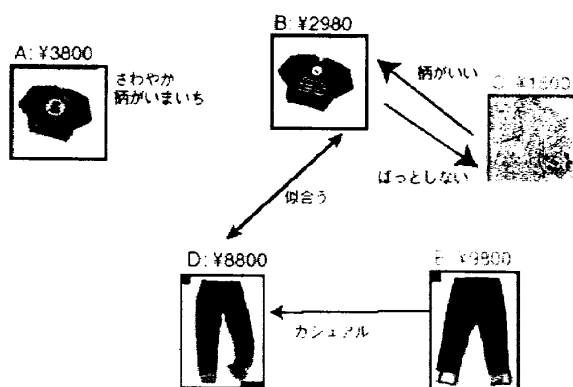 B: ¥2980
A: ¥3800
さわやか
柄がいまいち
柄がいい
ぱっとしない
似合う
D: ¥8800
E: ¥9800
カジュアル